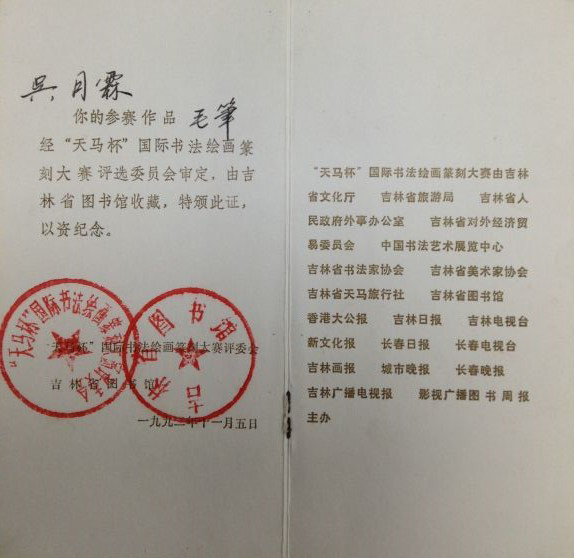 吳月霖
你的参赛作品 毛筆
经“天马杯”国际书法绘画篆
刻大赛评选委员会审定，由吉
林省图书馆收藏，特颁此证，
以资纪念。
“天马杯”国际书法绘画篆刻大赛评委会
吉林省图书馆
一九九二年十一月五日
吉林省图书馆
“天马杯”国际书法绘画篆刻大赛由吉林
省文化厅 吉林省旅游局 吉林省人
民政府外事办公室 吉林省对外经济贸
易委员会 中国书法艺术展览中心
吉林省书法家协会 吉林省美术家协会
吉林省天马旅行社 吉林省图书馆
香港大公报 吉林日报 吉林电视台
新文化报 长春日报 长春电视台
吉林画报 城市晚报 长春晚报
吉林广播电视报 影视广播图书周报
主办